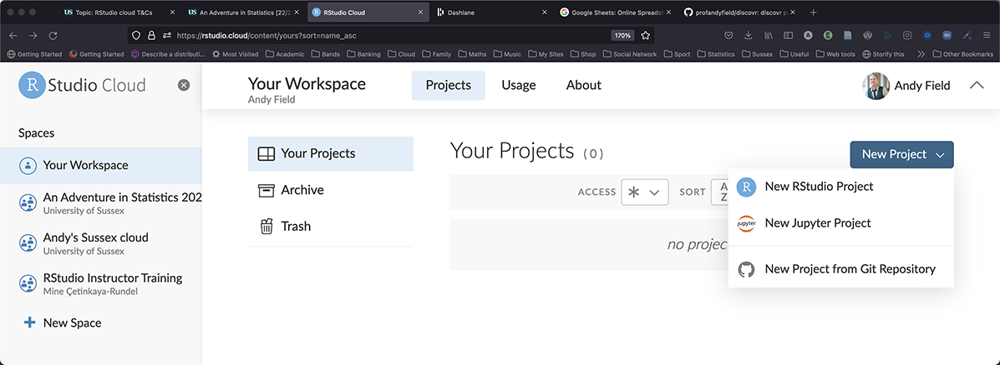 Topic: RStudio cloud T&Cs
An Adventure in Statistics [22/2
RStudio Cloud
Dashlane
Google Sheets: Online Spreadsh
profandyfield/discovr: discovr p
https://rstudio.cloud/content/yours?sort=name_asc
170%
Getting Started
Getting Started
Describe a distributi...
Most Visited
Academic
Bands
Banking
Cloud
Family
Maths
Music
My Sites
Shop
Social Network
Sport
Statistics
Sussex
Useful
Web tools
Storify this
Other Bookmarks
R Studio Cloud
Spaces
Your Workspace
An Adventure in Statistics 202
University of Sussex
Andy's Sussex cloud
University of Sussex
RStudio Instructor Training
Mine Çetinkaya-Rundel
New Space
Your Workspace
Andy Field
Projects
Usage
About
Andy Field
Your Projects
Archive
Trash
Your Projects (0)
New Project
ACCESS
SORT
A
Z
no projec
R New RStudio Project
jupyter New Jupyter Project
New Project from Git Repository